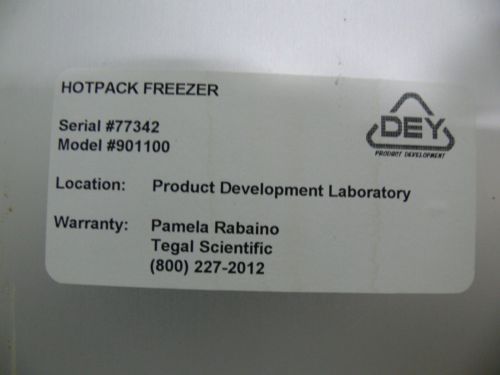 HOTPACK FREEZER
Serial #77342
Model #901100
DEY
PRODUCT DEVELOPMENT
Location: Product Development Laboratory
Warranty: Pamela Rabaino
Tegal Scientific
(800) 227-2012